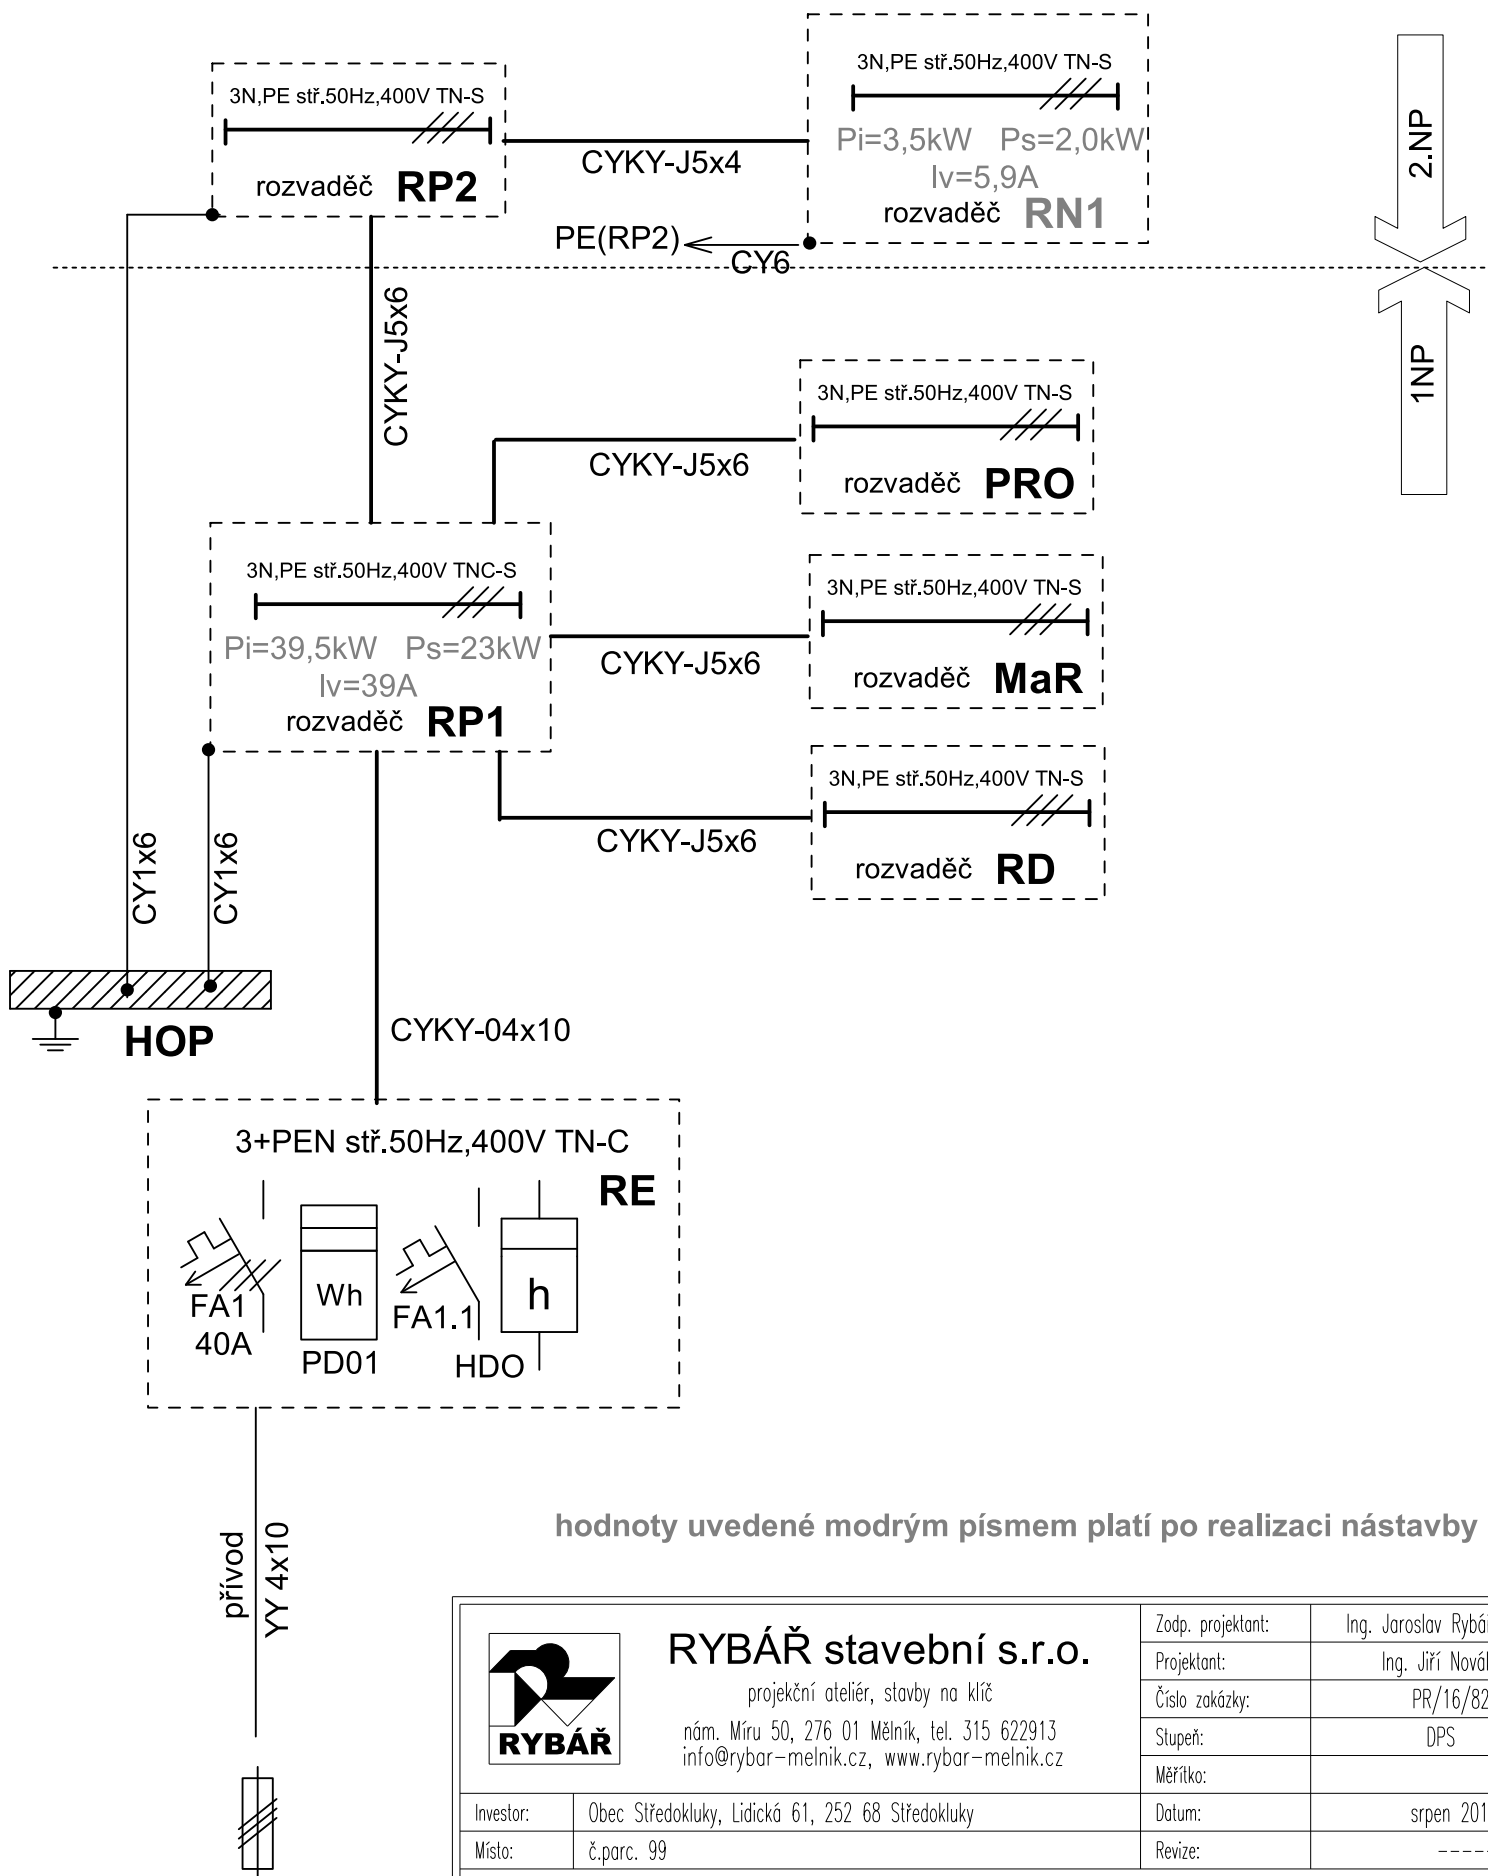 3N,PE stř.50Hz,400V TN-S
rozvaděč RP2
CYKY-J5x4
3N,PE stř.50Hz,400V TN-S
Pi=3,5kW Ps=2,0kW
Iv=5,9A
rozvaděč RN1
PE(RP2)
CY6
2.NP
1NP
CYKY-J5x6
3N,PE stř.50Hz,400V TN-S
rozvaděč PRO
CYKY-J5x6
3N,PE stř.50Hz,400V TNC-S
Pi=39,5kW Ps=23kW
Iv=39A
rozvaděč RP1
CYKY-J5x6
3N,PE stř.50Hz,400V TN-S
rozvaděč MaR
CYKY-J5x6
3N,PE stř.50Hz,400V TN-S
rozvaděč RD
CY1x6
CY1x6
HOP
CYKY-04x10
3+PEN stř.50Hz,400V TN-C
RE
FA1
40A
Wh
PD01
FA1.1
h
HDO
přívod
YY 4x10
hodnoty uvedené modrým písmem platí po realizaci nástavby
RYBÁŘ
RYBÁŘ stavební s.r.o.
projekční ateliér, stavby na klíč
nám. Míru 50, 276 01 Mělník, tel. 315 622913
info@rybar-melnik.cz, www.rybar-melnik.cz
Zodp. projektant: Ing. Jaroslav
Projektant: Ing. Jiří
Číslo zakázky: PR/16/82
Stupeň: DPS
Měřítko:
Investor: Obec Středokluky, Lidická 61, 252 68 Středokluky
Datum: srpen 201
Místo: č.parc. 99
Revize: -----